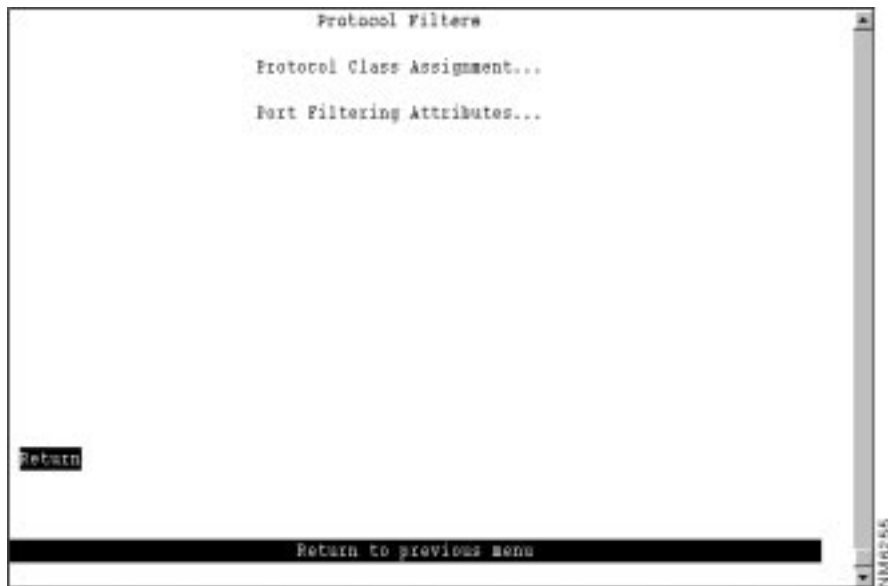 Protocol Filters
Protocol Class Assignment...
Port Filtering Attributes...
Return
Return to previous menu